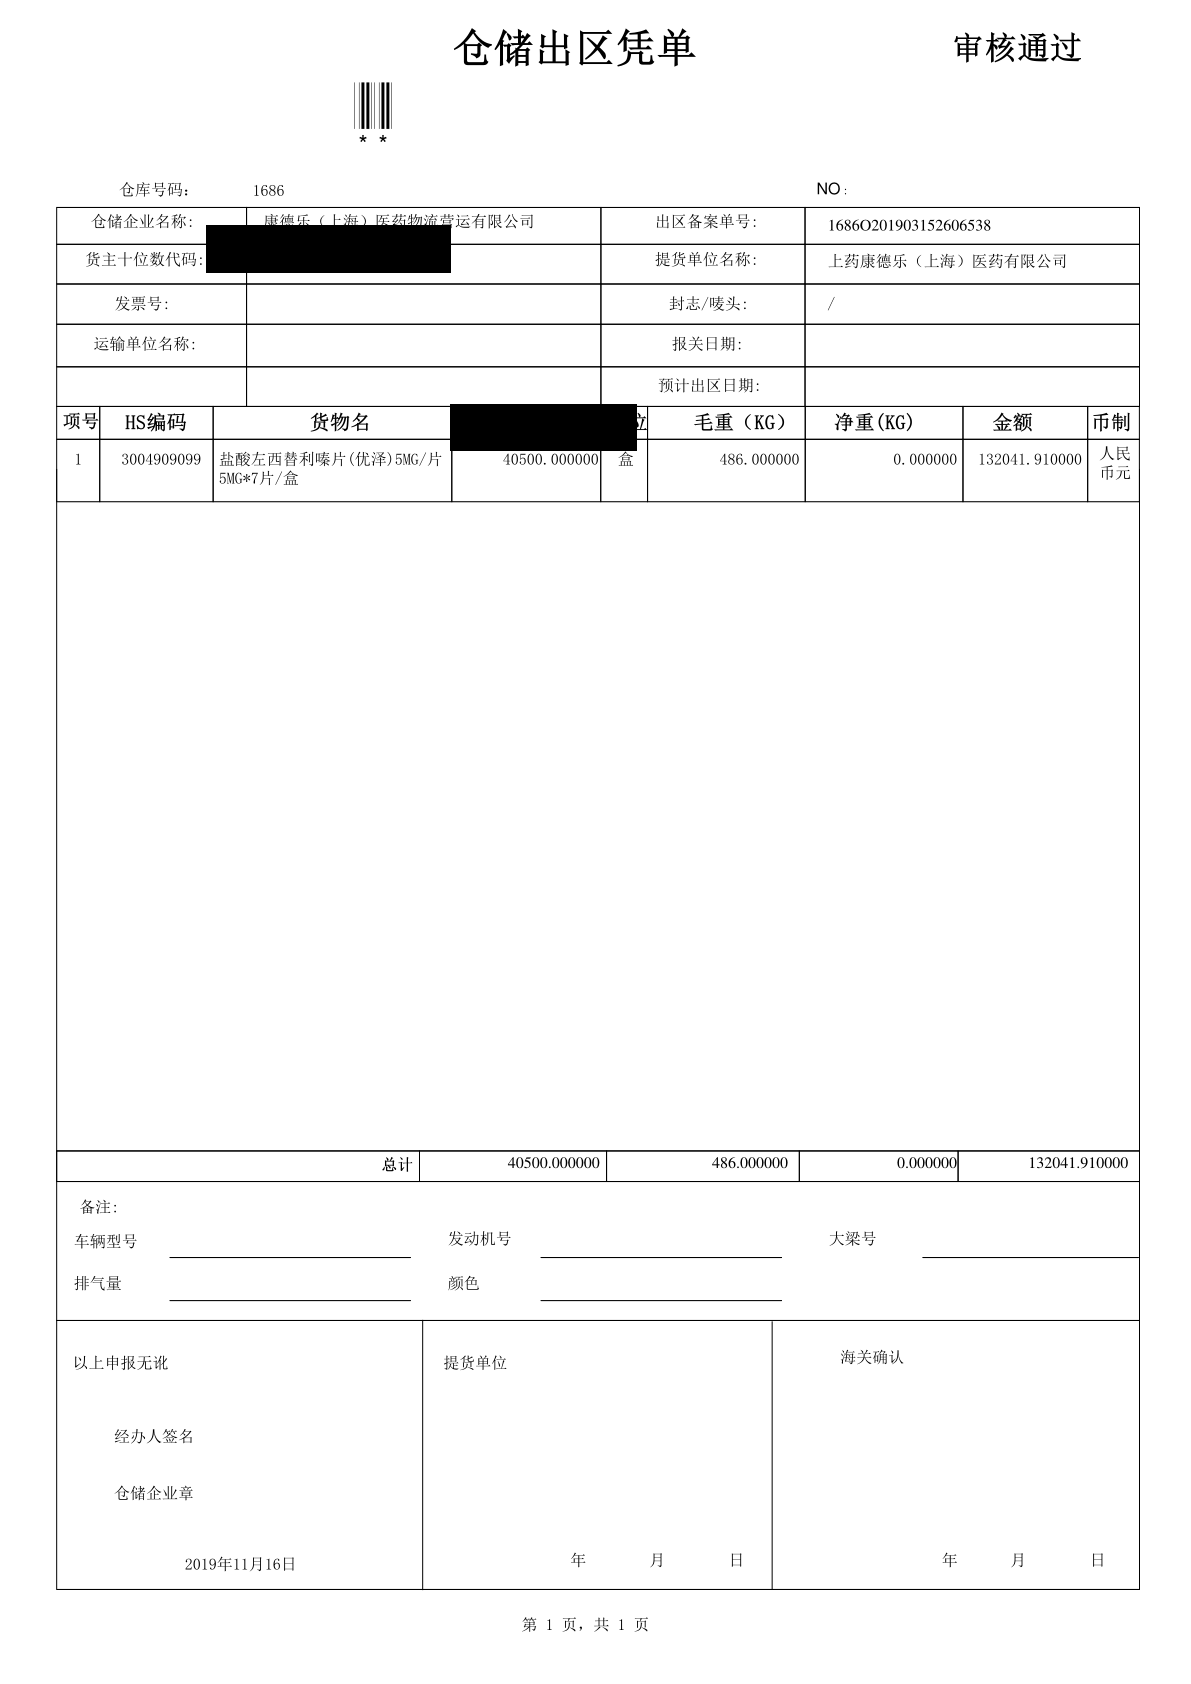 仓储出区凭单 审核通过
* *
仓库号码: 1686 NO:
仓储企业名称: 康德乐（上海）医药物流营运有限公司 出区备案单号: 1686O201903152606538
货主十位数代码: 提货单位名称: 上药康德乐（上海）医药有限公司
发票号: 封志/唛头: /
运输单位名称: 报关日期:
预计出区日期:
项号 HS编码 货物名 位 毛重（KG） 净重(KG) 金额 币制
1 3004909099 盐酸左西替利嗪片(优泽)5MG/片 40500.000000 盒 486.000000 0.000000 132041.910000 人民
5MG*7片/盒 币元
总计 40500.000000 486.000000 0.000000 132041.910000
备注:
车辆型号 发动机号 大梁号
排气量 颜色
以上申报无讹 提货单位 海关确认
经办人签名
仓储企业章
2019年11月16日 年 月 日 年 月 日
第 1 页，共 1 页